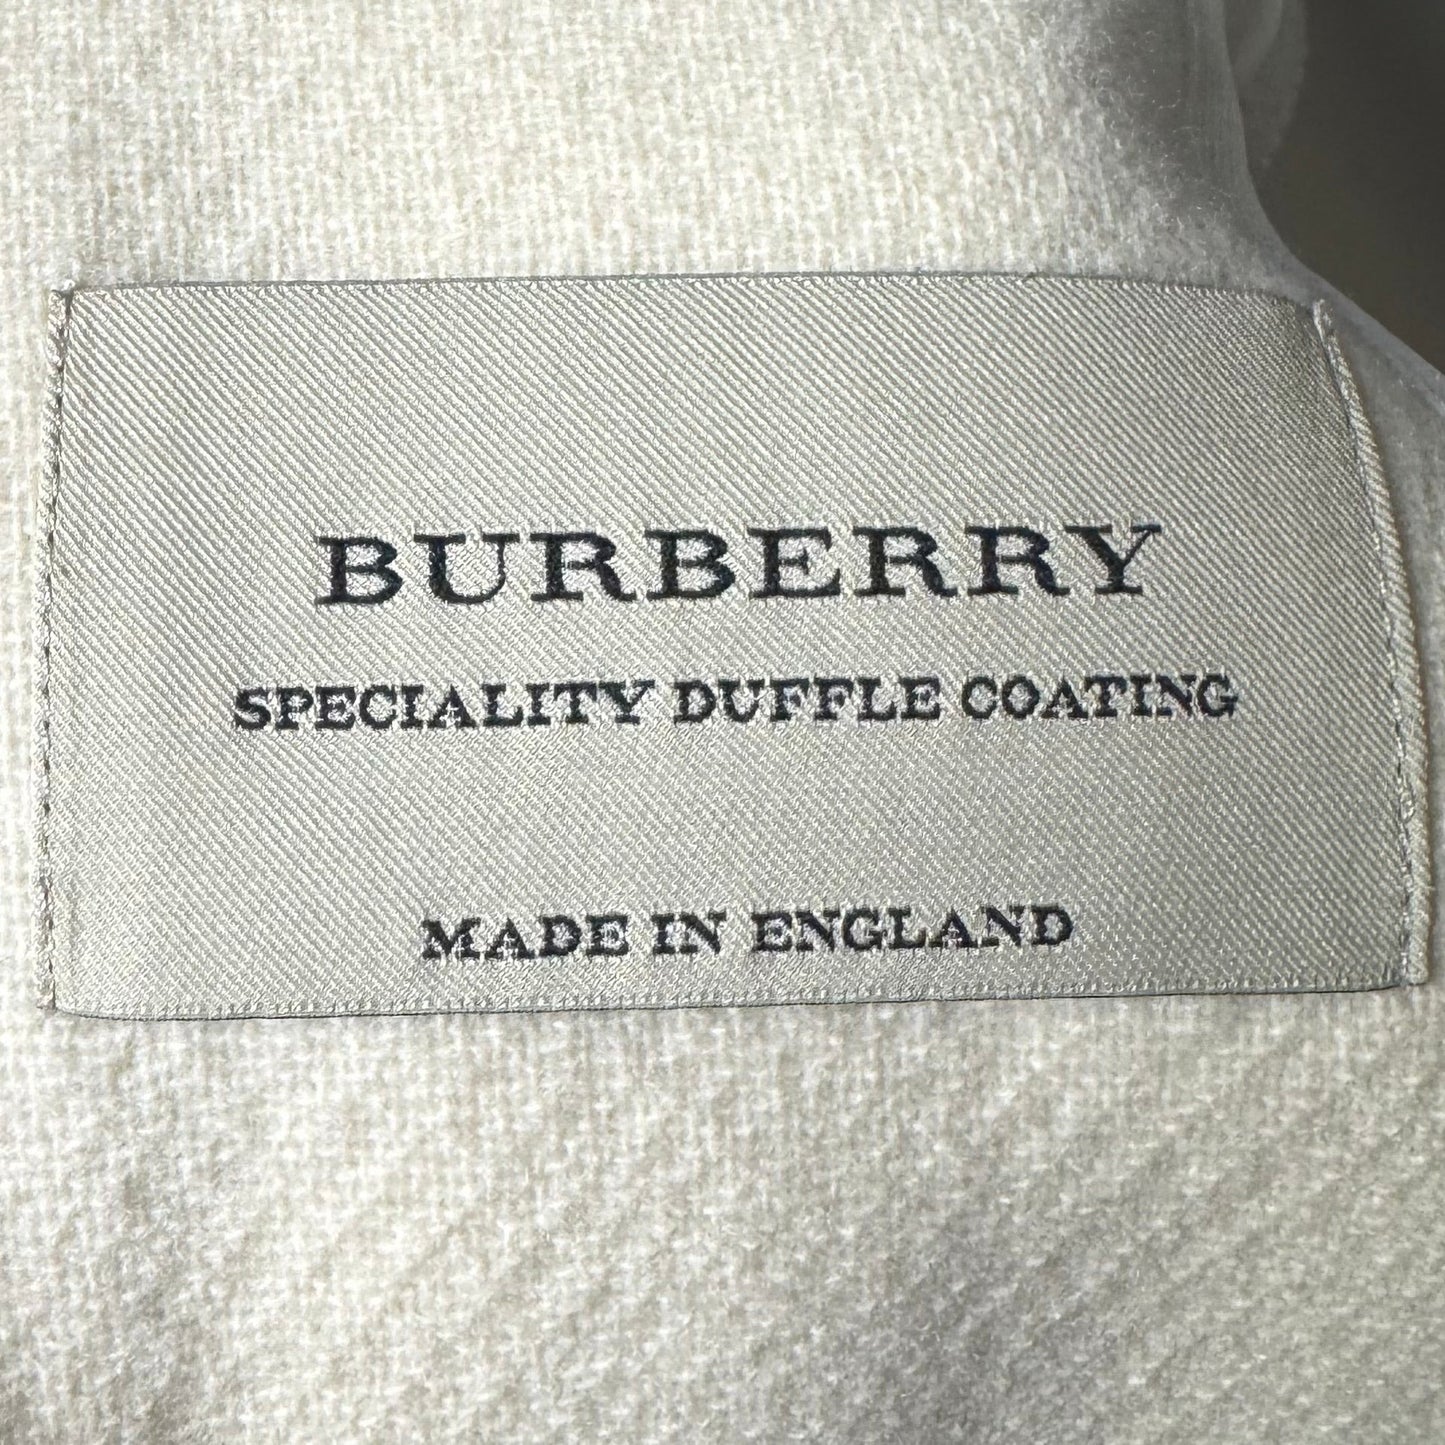 BURBERRY
SPECIALITY DUFFLE COATING
MADE IN ENGLAND